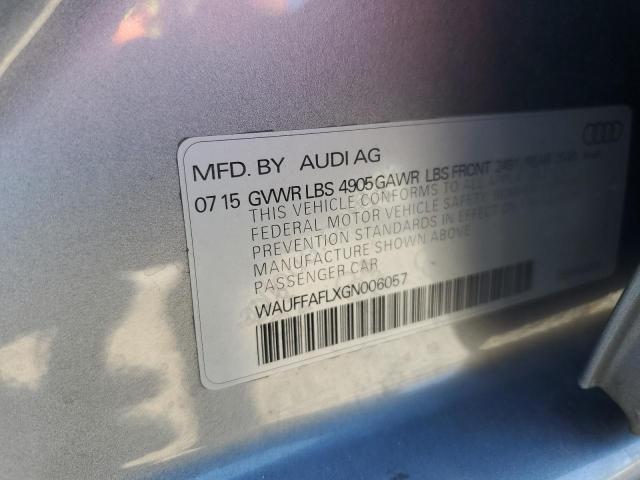 MFD. BY AUDI AG
07 15 GVWR LBS 4905 GAWR LBS FRONT
THIS VEHICLE CONFORMS TO ALL
FEDERAL MOTOR VEHICLE SAFETY,
PREVENTION STANDARDS IN EFFECT ON
MANUFACTURE SHOWN ABOVE
PASSENGER CAR
WAUFFAFLXGN006057